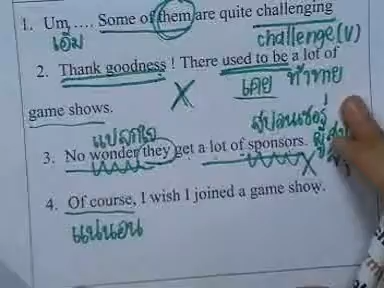 1. Um .... Some of them are quite challenging
เอิ่ม
challenge(V)
2. Thank goodness ! There used to be a lot of
X เคย ท้าทาย
game shows.
แปลกใจ สปอนเซอร์
3. No wonder they get a lot of sponsors.
4. Of course, I wish I joined a game show.
แน่นอน